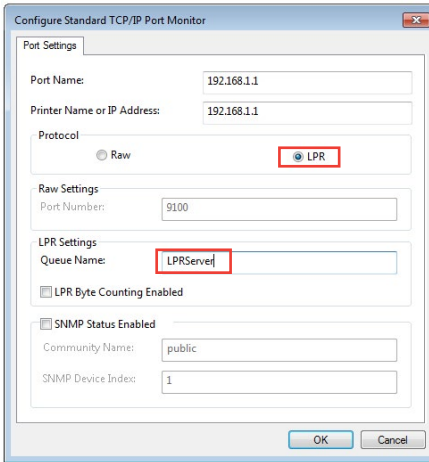 Configure Standard TCP/IP Port Monitor
Port Settings
Port Name: 192.168.1.1
Printer Name or IP Address: 192.168.1.1
Protocol
Raw LPR
Raw Settings
Port Number: 9100
LPR Settings
Queue Name: LPRServer
LPR Byte Counting Enabled
SNMP Status Enabled
Community Name: public
SNMP Device Index: 1
OK Cancel